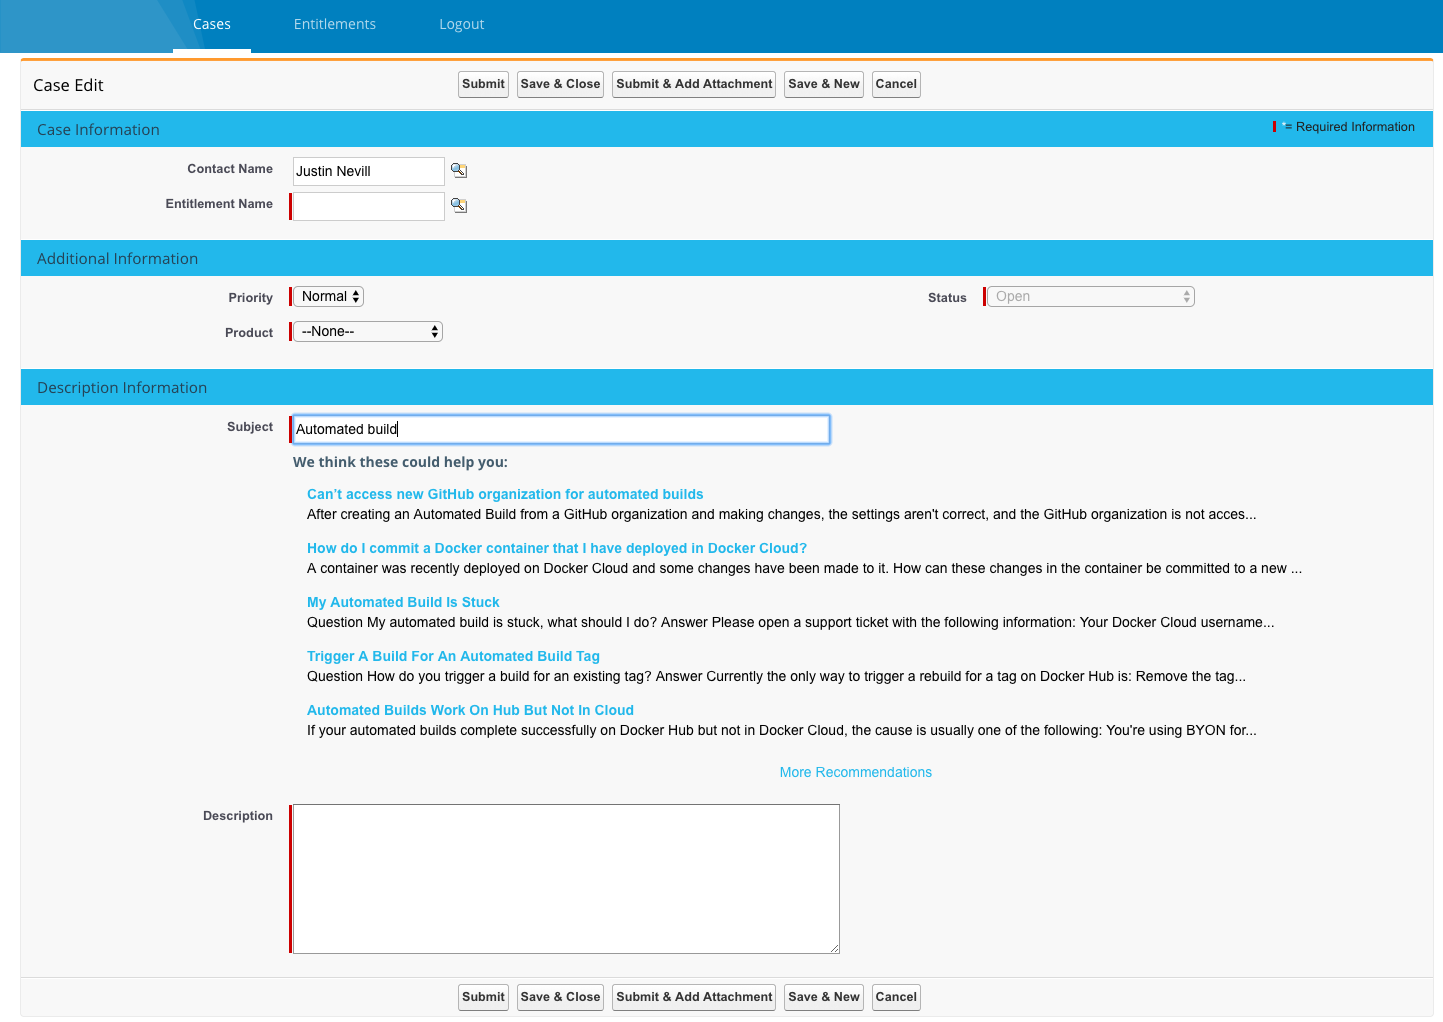 Cases Entitlements Logout
Case Edit Submit Save & Close Submit & Add Attachment Save & New Cancel
Case Information *= Required Information
Contact Name Justin Nevill
Entitlement Name
Additional Information
Priority Normal Status Open
Product --None--
Description Information
Subject Automated build
We think these could help you:
Can't access new GitHub organization for automated builds
After creating an Automated Build from a GitHub organization and making changes, the settings aren't correct, and the GitHub organization is not acces...
How do I commit a Docker container that I have deployed in Docker Cloud?
A container was recently deployed on Docker Cloud and some changes have been made to it. How can these changes in the container be committed to a new ...
My Automated Build Is Stuck
Question My automated build is stuck, what should I do? Answer Please open a support ticket with the following information: Your Docker Cloud username...
Trigger A Build For An Automated Build Tag
Question How do you trigger a build for an existing tag? Answer Currently the only way to trigger a rebuild for a tag on Docker Hub is: Remove the tag...
Automated Builds Work On Hub But Not In Cloud
If your automated builds complete successfully on Docker Hub but not in Docker Cloud, the cause is usually one of the following: You're using BYON for...
More Recommendations
Description
Submit Save & Close Submit & Add Attachment Save & New Cancel